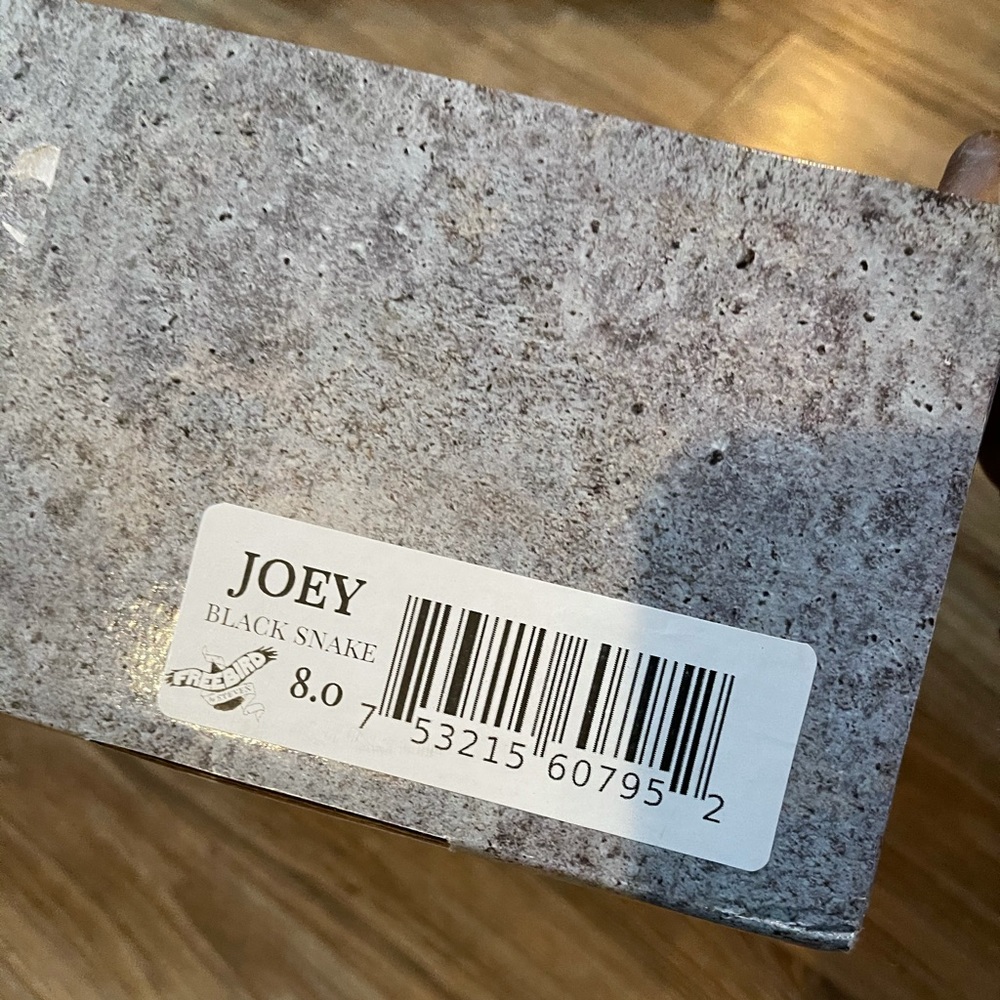 JOEY
BLACK SNAKE
FREEBIRD
8.0
7 53215 60795 2